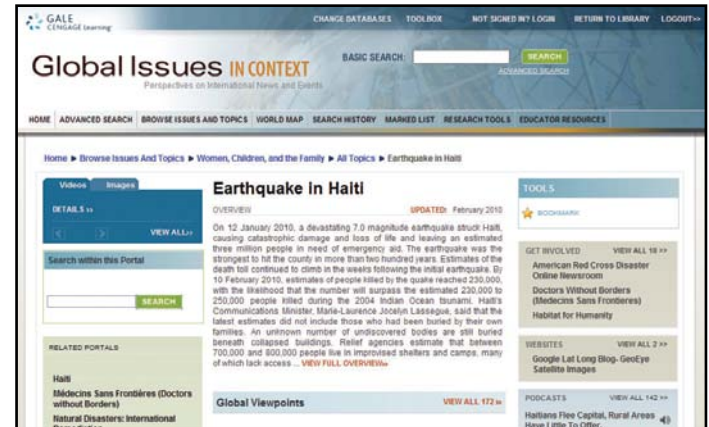 GALE
CENGAGE Learning
CHANGE DATABASES TOOLBOX NOT SIGNED IN? LOGIN RETURN TO LIBRARY LOGOUT>>
Global Issues IN CONTEXT
Perspectives on International News and Events
BASIC SEARCH: SEARCH
ADVANCED SEARCH
HOME ADVANCED SEARCH BROWSE ISSUES AND TOPICS WORLD MAP SEARCH HISTORY MARKED LIST RESEARCH TOOLS EDUCATOR RESOURCES
Home ▶ Browse Issues And Topics ▶ Women, Children, and the Family ▶ All Topics ▶ Earthquake in Haiti
Videos Images
DETAILS >>
VIEW ALL>>
Search within this Portal
SEARCH
RELATED PORTALS
Haiti
Médecins Sans Frontières (Doctors
without Borders)
Natural Disasters: International
Earthquake in Haiti
OVERVIEW UPDATED: February 2010
On 12 January 2010, a devastating 7.0 magnitude earthquake struck Haiti,
causing catastrophic damage and loss of life and leaving an estimated
three million people in need of emergency aid. The earthquake was the
strongest to hit the county in more than two hundred years. Estimates of the
death toll continued to climb in the weeks following the initial earthquake. By
10 February 2010, estimates of people killed by the quake reached 230,000,
with the likelihood that the number will surpass the estimated 230,000 to
250,000 people killed during the 2004 Indian Ocean tsunami. Haiti's
Communications Minister, Marie-Laurence Jocelyn Lassegue, said that the
latest estimates did not include those who had been buried by their own
families. An unknown number of undiscovered bodies are still buried
beneath collapsed buildings. Relief agencies estimate that between
700,000 and 800,000 people live in improvised shelters and camps, many
of which lack access ... VIEW FULL OVERVIEW>>
Global Viewpoints VIEW ALL 172 >>
TOOLS
BOOKMARK
GET INVOLVED VIEW ALL 18 >>
American Red Cross Disaster
Online Newsroom
Doctors Without Borders
(Medecins Sans Frontieres)
Habitat for Humanity
WEBSITES VIEW ALL 2 >>
Google Lat Long Blog- GeoEye
Satellite Images
PODCASTS VIEW ALL 142 >>
Haitians Flee Capital, Rural Areas
Have Little To Offer.